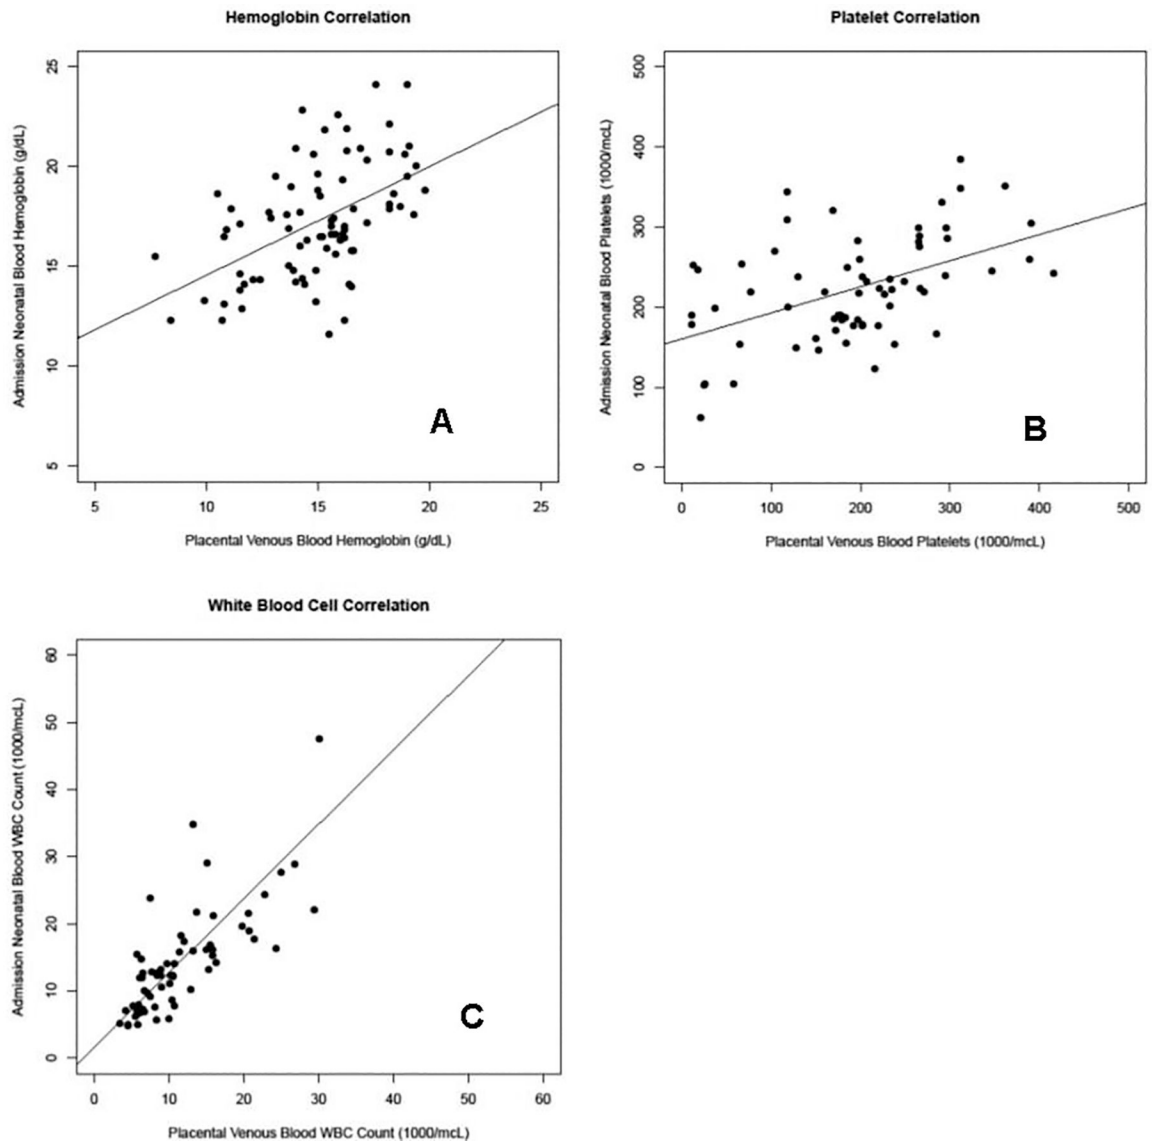 Hemoglobin Correlation
Admission Neonatal Blood Hemoglobin (g/dL)
25
20
15
10
5
A
5 10 15 20 25
Placental Venous Blood Hemoglobin (g/dL)
Platelet Correlation
Admission Neonatal Blood Platelets (1000/mcL)
500
400
300
200
100
0
B
0 100 200 300 400 500
Placental Venous Blood Platelets (1000/mcL)
White Blood Cell Correlation
Admission Neonatal Blood WBC Count (1000/mcL)
60
50
40
30
20
10
0
C
0 10 20 30 40 50 60
Placental Venous Blood WBC Count (1000/mcL)